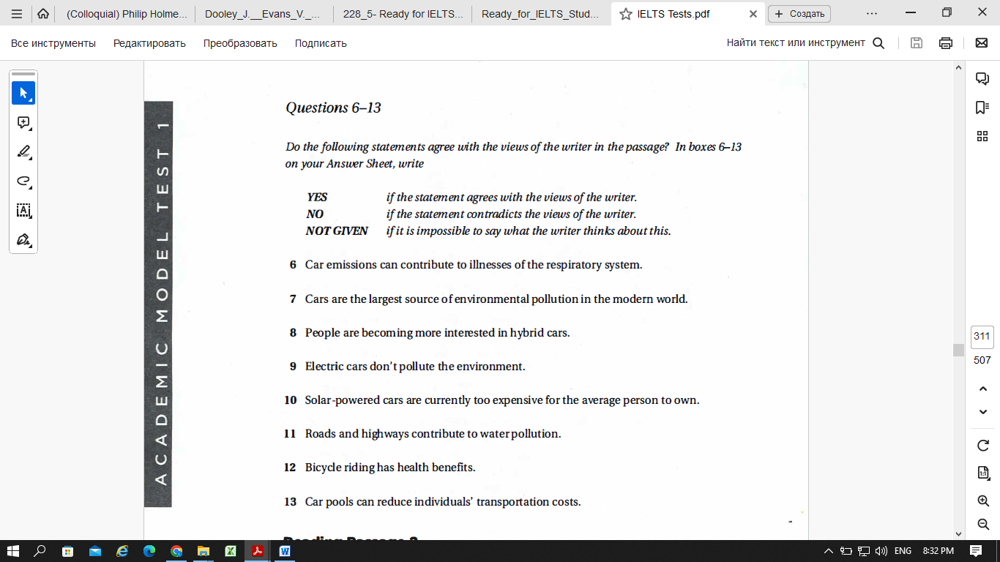 (Colloquial) Philip Holme...
Dooley_J.__Evans_V._...
228_5- Ready for IELTS...
Ready_for_IELTS_Stud...
IELTS Tests.pdf
Создать
Все инструменты
Редактировать
Преобразовать
Подписать
Найти текст или инструмент
ACADEMIC MODEL TEST 1
Questions 6–13
Do the following statements agree with the views of the writer in the passage? In boxes 6–13
on your Answer Sheet, write
YES if the statement agrees with the views of the writer.
NO if the statement contradicts the views of the writer.
NOT GIVEN if it is impossible to say what the writer thinks about this.
6 Car emissions can contribute to illnesses of the respiratory system.
7 Cars are the largest source of environmental pollution in the modern world.
8 People are becoming more interested in hybrid cars.
9 Electric cars don't pollute the environment.
10 Solar-powered cars are currently too expensive for the average person to own.
11 Roads and highways contribute to water pollution.
12 Bicycle riding has health benefits.
13 Car pools can reduce individuals' transportation costs.
311
507
1:1
ENG
8:32 PM